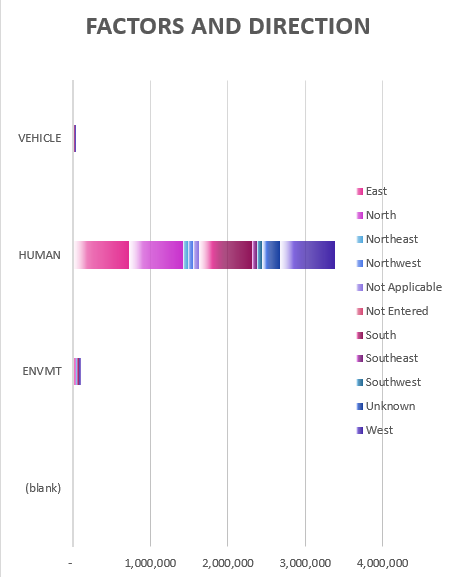 FACTORS AND DIRECTION
VEHICLE
HUMAN
ENVMT
(blank)
East
North
Northeast
Northwest
Not Applicable
Not Entered
South
Southeast
Southwest
Unknown
West
- 1,000,000 2,000,000 3,000,000 4,000,000